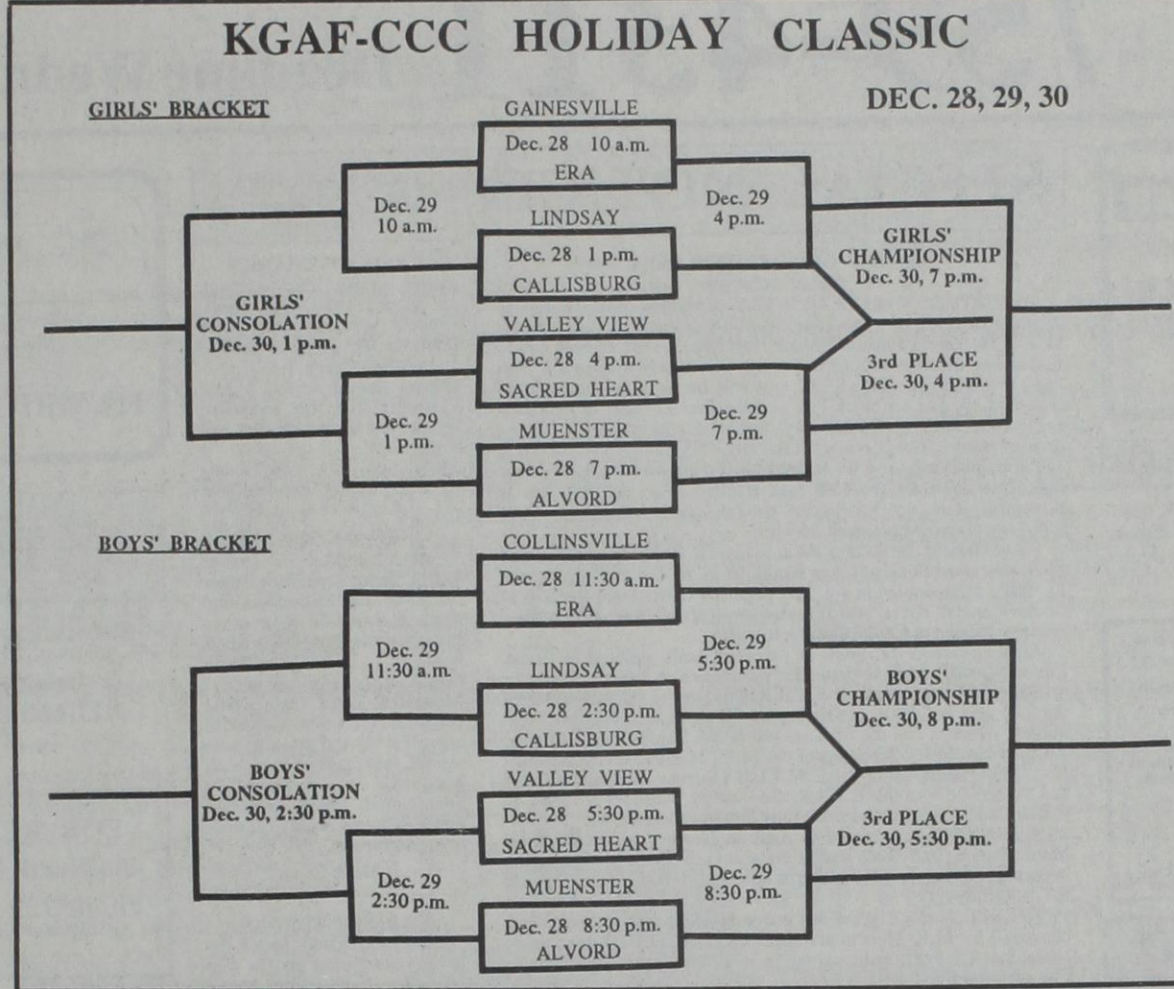 KGAF-CCC HOLIDAY CLASSIC
GIRLS' BRACKET
DEC. 28, 29, 30
GAINESVILLE
Dec. 28 10 a.m.
ERA
Dec. 29
10 a.m.
Dec. 29
4 p.m.
LINDSAY
Dec. 28 1 p.m.
CALLISBURG
GIRLS'
CHAMPIONSHIP
Dec. 30, 7 p.m.
GIRLS'
CONSOLATION
Dec. 30, 1 p.m.
VALLEY VIEW
Dec. 28 4 p.m.
SACRED HEART
3rd PLACE
Dec. 30, 4 p.m.
Dec. 29
1 p.m.
Dec. 29
7 p.m.
MUENSTER
Dec. 28 7 p.m.
ALVORD
BOYS' BRACKET
COLLINSVILLE
Dec. 28 11:30 a.m.
ERA
Dec. 29
11:30 a.m.
Dec. 29
5:30 p.m.
LINDSAY
Dec. 28 2:30 p.m.
CALLISBURG
BOYS'
CHAMPIONSHIP
Dec. 30, 8 p.m.
BOYS'
CONSOLATION
Dec. 30, 2:30 p.m.
VALLEY VIEW
Dec. 28 5:30 p.m.
SACRED HEART
3rd PLACE
Dec. 30, 5:30 p.m.
Dec. 29
2:30 p.m.
Dec. 29
8:30 p.m.
MUENSTER
Dec. 28 8:30 p.m.
ALVORD